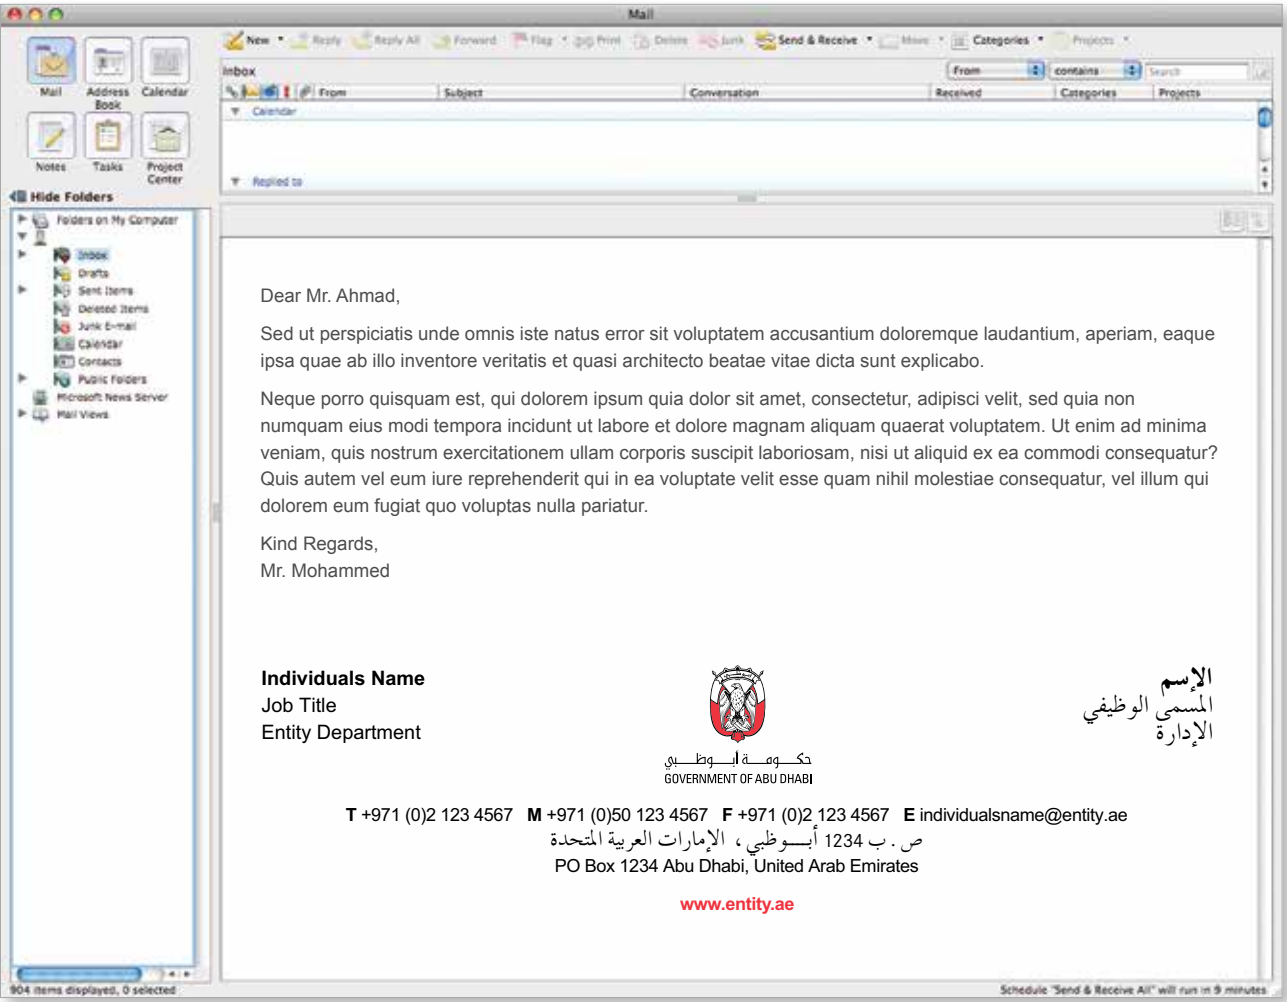 Mail
New Reply Reply All Forward Flag Print Delete Junk Send & Receive Move Categories Projects
Mail
Address Book
Calendar
Notes
Tasks
Project Center
Inbox
From contains Search
From Subject Conversation Received Categories Projects
Calendar
Replied to
Hide Folders
Folders on My Computer
Inbox
Drafts
Sent Items
Deleted Items
Junk E-mail
Calendar
Contacts
Public Folders
Microsoft News Server
Mail Views
Dear Mr. Ahmad,
Sed ut perspiciatis unde omnis iste natus error sit voluptatem accusantium doloremque laudantium, aperiam, eaque
ipsa quae ab illo inventore veritatis et quasi architecto beatae vitae dicta sunt explicabo.
Neque porro quisquam est, qui dolorem ipsum quia dolor sit amet, consectetur, adipisci velit, sed quia non
numquam eius modi tempora incidunt ut labore et dolore magnam aliquam quaerat voluptatem. Ut enim ad minima
veniam, quis nostrum exercitationem ullam corporis suscipit laboriosam, nisi ut aliquid ex ea commodi consequatur?
Quis autem vel eum iure reprehenderit qui in ea voluptate velit esse quam nihil molestiae consequatur, vel illum qui
dolorem eum fugiat quo voluptas nulla pariatur.
Kind Regards,
Mr. Mohammed
Individuals Name
Job Title
Entity Department
حكومة أبوظبي
GOVERNMENT OF ABU DHABI
الإسم
المسمى الوظيفي
الإدارة
T +971 (0)2 123 4567 M +971 (0)50 123 4567 F +971 (0)2 123 4567 E individualsname@entity.ae
ص . ب 1234 أبــوظبي، الإمارات العربية المتحدة
PO Box 1234 Abu Dhabi, United Arab Emirates
www.entity.ae
904 items displayed, 0 selected
Schedule "Send & Receive All" will run in 9 minutes